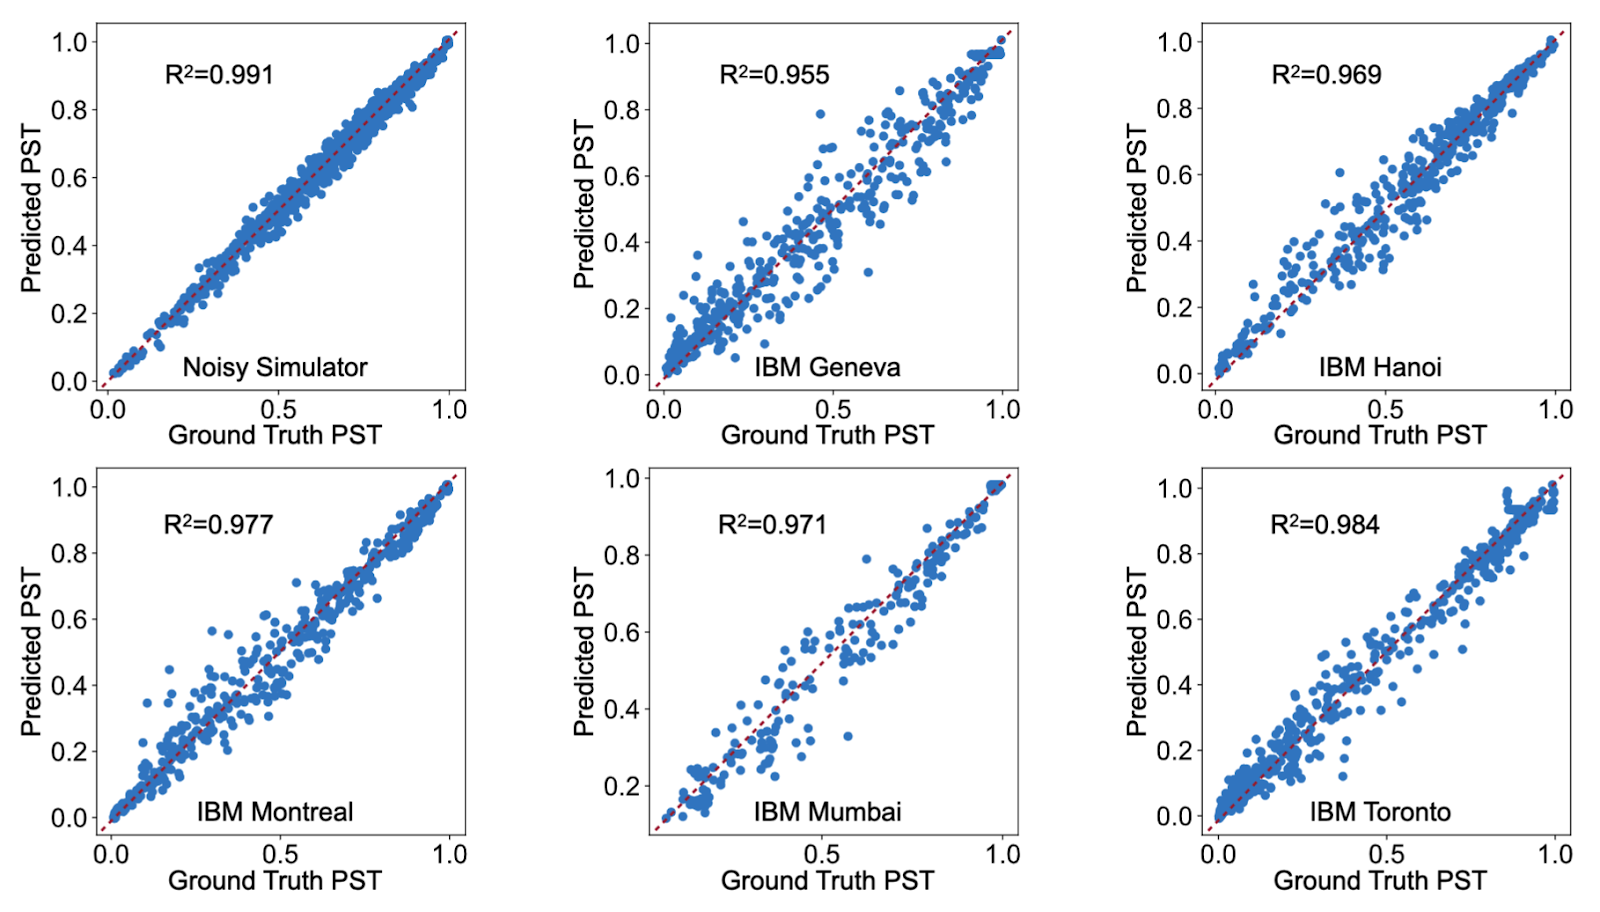 1.0
0.8
0.6
0.4
0.2
0.0
Predicted PST
R²=0.991
Noisy Simulator
0.0 0.5 1.0
Ground Truth PST
1.0
0.8
0.6
0.4
0.2
0.0
Predicted PST
R²=0.955
IBM Geneva
0.0 0.5 1.0
Ground Truth PST
1.0
0.8
0.6
0.4
0.2
0.0
Predicted PST
R²=0.969
IBM Hanoi
0.0 0.5 1.0
Ground Truth PST
1.0
0.8
0.6
0.4
0.2
0.0
Predicted PST
R²=0.977
IBM Montreal
0.0 0.5 1.0
Ground Truth PST
1.0
0.8
0.6
0.4
0.2
Predicted PST
R²=0.971
IBM Mumbai
0.5 1.0
Ground Truth PST
1.0
0.8
0.6
0.4
0.2
0.0
Predicted PST
R²=0.984
IBM Toronto
0.0 0.5 1.0
Ground Truth PST